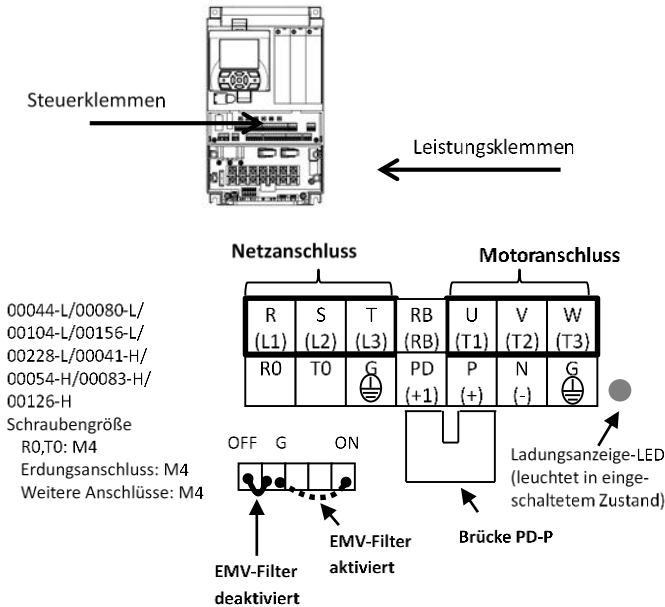 Steuerklemmen
Leistungsklemmen
Netzanschluss
Motoranschluss
00044-L/00080-L/
00104-L/00156-L/
00228-L/00041-H/
00054-H/00083-H/
00126-H
Schraubengröße
R0,T0: M4
Erdungsanschluss: M4
Weitere Anschlüsse: M4
R S T RB U V W
(L1) (L2) (L3) (RB) (T1) (T2) (T3)
R0 T0 G PD P N G
(+1) (+) (-)
OFF G ON
EMV-Filter
deaktiviert
EMV-Filter
aktiviert
Brücke PD-P
Ladungsanzeige-LED
(leuchtet in einge-
schaltetem Zustand)